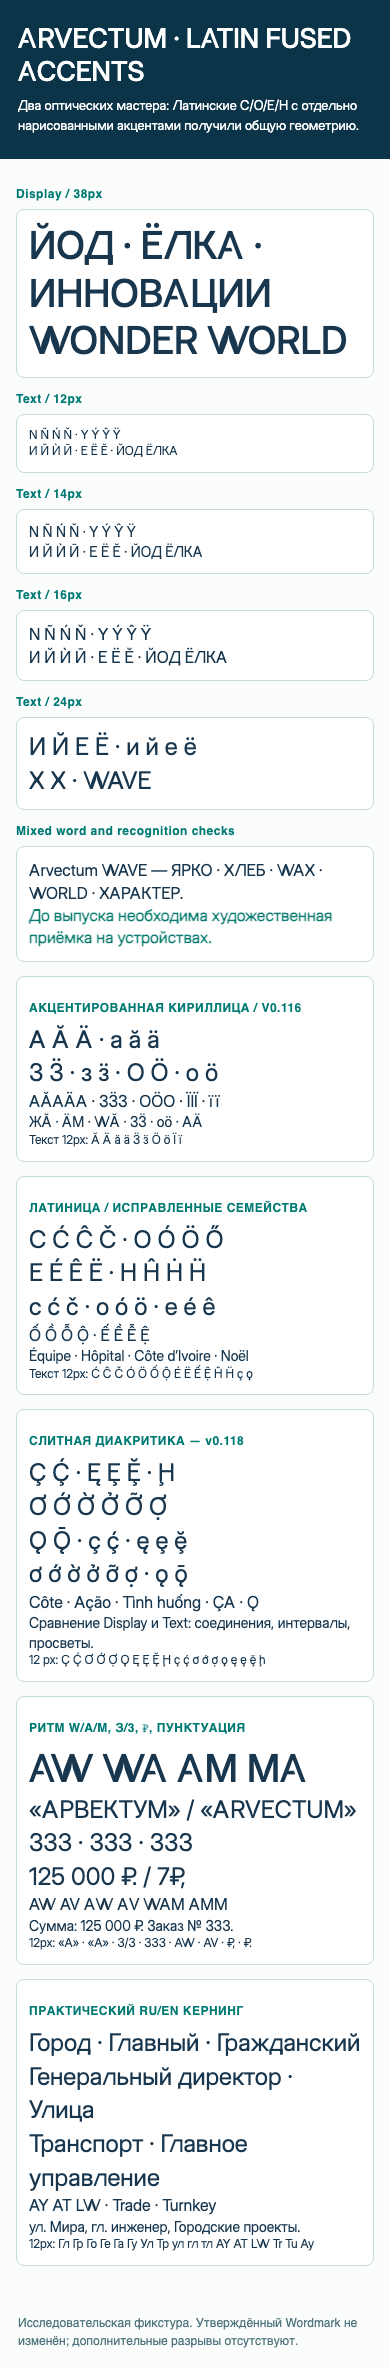 ARVECTUM · LATIN FUSED
ACCENTS
Два оптических мастера: Латинские C/O/E/H с отдельно
нарисованными акцентами получили общую геометрию.
Display / 38px
ЙОД · ЁЛКА ·
ИННОВАЦИИ
WONDER WORLD
Text / 12px
N Ñ Ń Ň · Y Ý Ŷ Ÿ
И Й Ѝ Ӣ · Е Ё Ӗ · ЙОД ЁЛКА
Text / 14px
N Ñ Ń Ň · Y Ý Ŷ Ÿ
И Й Ѝ Ӣ · Е Ё Ӗ · ЙОД ЁЛКА
Text / 16px
N Ñ Ń Ň · Y Ý Ŷ Ÿ
И Й Ѝ Ӣ · Е Ё Ӗ · ЙОД ЁЛКА
Text / 24px
И Й Е Ё · и й е ё
X Х · WAVE
Mixed word and recognition checks
Arvectum WAVE — ЯРКО · ХЛЕБ · WAX ·
WORLD · ХАРАКТЕР.
До выпуска необходима художественная
приёмка на устройствах.
АКЦЕНТИРОВАННАЯ КИРИЛЛИЦА / V0.116
А Ӑ Ӓ · а ӑ ӓ
З Ӟ · з ӟ · О Ӧ · о ӧ
АӐАӒА · ЗӞЗ · ОӦО · ЇЇЇ · її
ЖӐ · ӒМ · WӐ · ЗӞ · оӧ · АӒ
Текст 12px: Ӑ Ӓ ӑ ӓ Ӟ ӟ Ӧ ӧ Ї ї
ЛАТИНИЦА / ИСПРАВЛЕННЫЕ СЕМЕЙСТВА
C Ć Ĉ Č · O Ó Ö Ő
E É Ê Ë · H Ĥ Ḣ Ḧ
c ć č · o ó ö · e é ê
Ố Ồ Ỗ Ộ · Ế Ề Ễ Ệ
Équipe · Hôpital · Côte d’Ivoire · Noël
СЛИТНАЯ ДИАКРИТИКА — v0.118
Ç Ḉ · Ę Ȩ Ḝ · Ḩ
Ơ Ớ Ờ Ở Ỡ Ợ
Ǫ Ǭ · ç ḉ · ę ȩ ḝ
ơ ớ ờ ở ỡ ợ · ǫ ǭ
Côte · Ação · Tình huống · ÇA · Ǫ
Сравнение Display и Text: соединения, интервалы,
просветы.
РИТМ W/A/M, З/3, ₽, ПУНКТУАЦИЯ
AW WA AM MA
«АРВЕКТУМ» / «ARVECTUM»
333 · 333 · 333
125 000 ₽. / 7₽,
AW AV AW AV WAM AMM
Сумма: 125 000 ₽. Заказ № 333.
12px: «А» · «A» · З/3 · 333 · AW · AV · ₽, · ₽.
ПРАКТИЧЕСКИЙ RU/EN КЕРНИНГ
Город · Главный · Гражданский
Генеральный директор ·
Улица
Транспорт · Главное
управление
AY AT LW · Trade · Turnkey
ул. Мира, гл. инженер, Городские проекты.
12px: Гл Гр Го Ге Га Гу Ул Тр ул гл тл AY AT LW Tr Tu Ay
Исследовательская фикстура. Утверждённый Wordmark не
изменён; дополнительные разрывы отсутствуют.